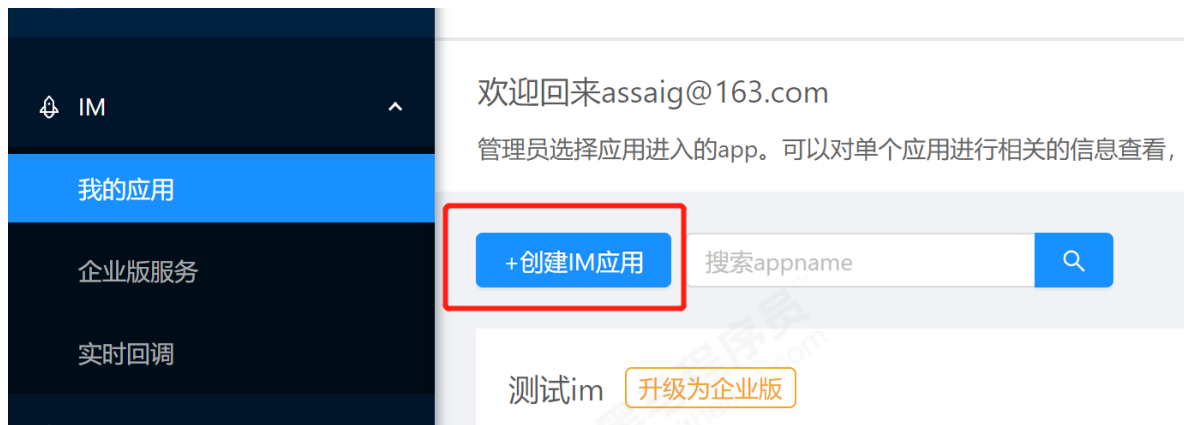 IM
我的应用
企业版服务
实时回调
欢迎回来assaig@163.com
管理员选择应用进入的app。可以对单个应用进行相关的信息查看，
+创建IM应用
搜索appname
测试im
升级为企业版